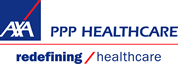 AXA PPP HEALTHCARE
redefining / healthcare